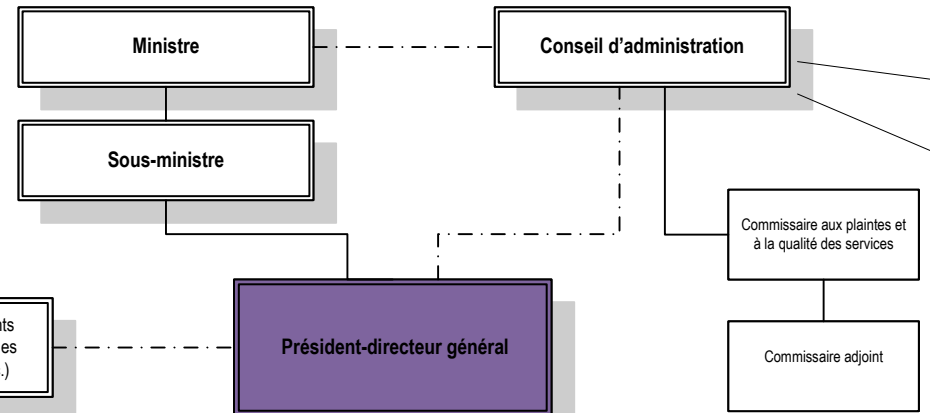 Ministre
Conseil d'administration
Sous-ministre
Commissaire aux plaintes et
à la qualité des services
Président-directeur général
Commissaire adjoint